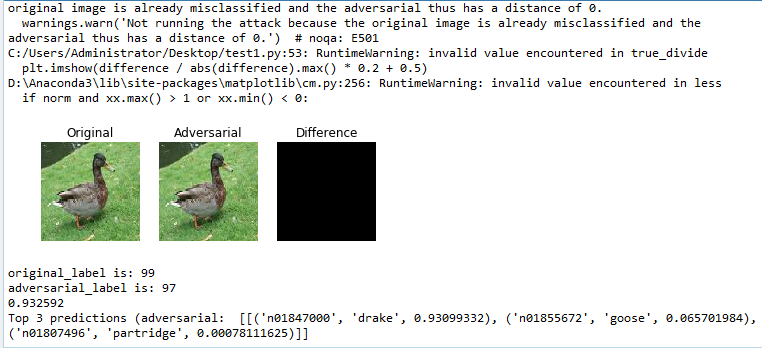 original image is already misclassified and the adversarial thus has a distance of 0.
warnings.warn('Not running the attack because the original image is already misclassified and the
adversarial thus has a distance of 0.')  # noqa: E501
C:/Users/Administrator/Desktop/test1.py:53: RuntimeWarning: invalid value encountered in true_divide
plt.imshow(difference / abs(difference).max() * 0.2 + 0.5)
D:\Anaconda3\lib\site-packages\matplotlib\cm.py:256: RuntimeWarning: invalid value encountered in less
if norm and xx.max() > 1 or xx.min() < 0:
Original Adversarial Difference
original_label is: 99
adversarial_label is: 97
0.932592
Top 3 predictions (adversarial:  [[('n01847000', 'drake', 0.93099332), ('n01855672', 'goose', 0.065701984),
('n01807496', 'partridge', 0.00078111625)]]